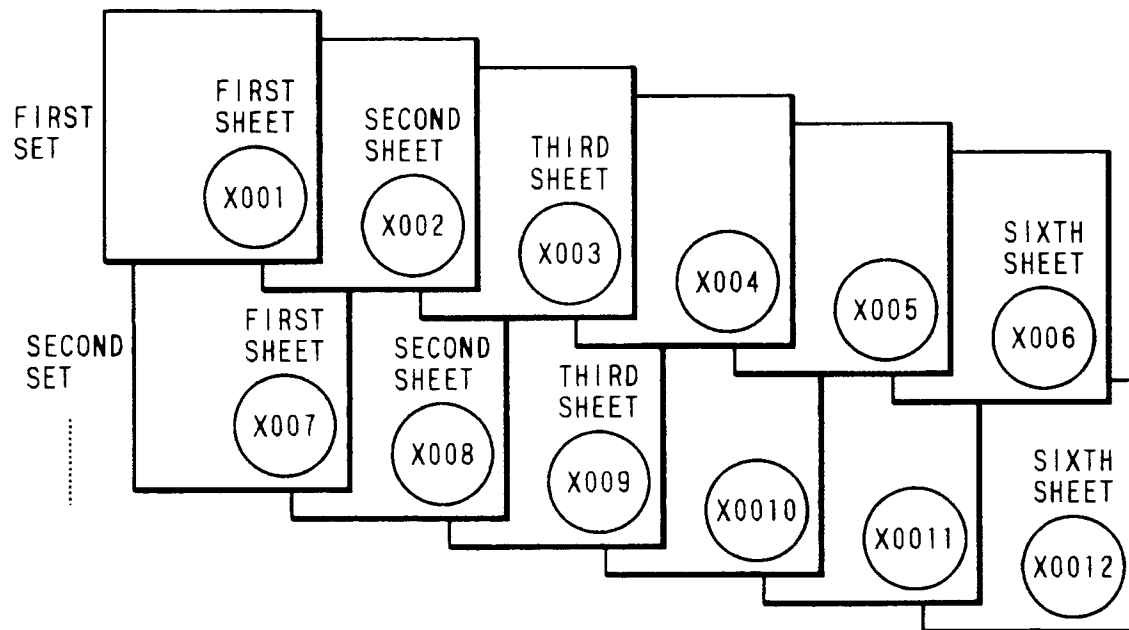 FIRST
SET
FIRST
SHEET
X001
SECOND
SHEET
X002
THIRD
SHEET
X003
X004
X005
SIXTH
SHEET
X006
SECOND
SET
FIRST
SHEET
X007
SECOND
SHEET
X008
THIRD
SHEET
X009
X0010
X0011
SIXTH
SHEET
X0012